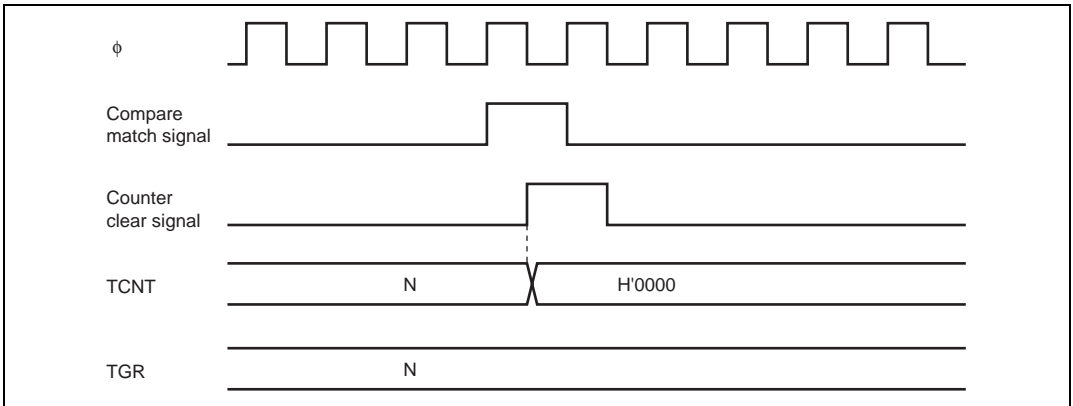 ϕ
Compare
match signal
Counter
clear signal
TCNT
N
H'0000
TGR
N